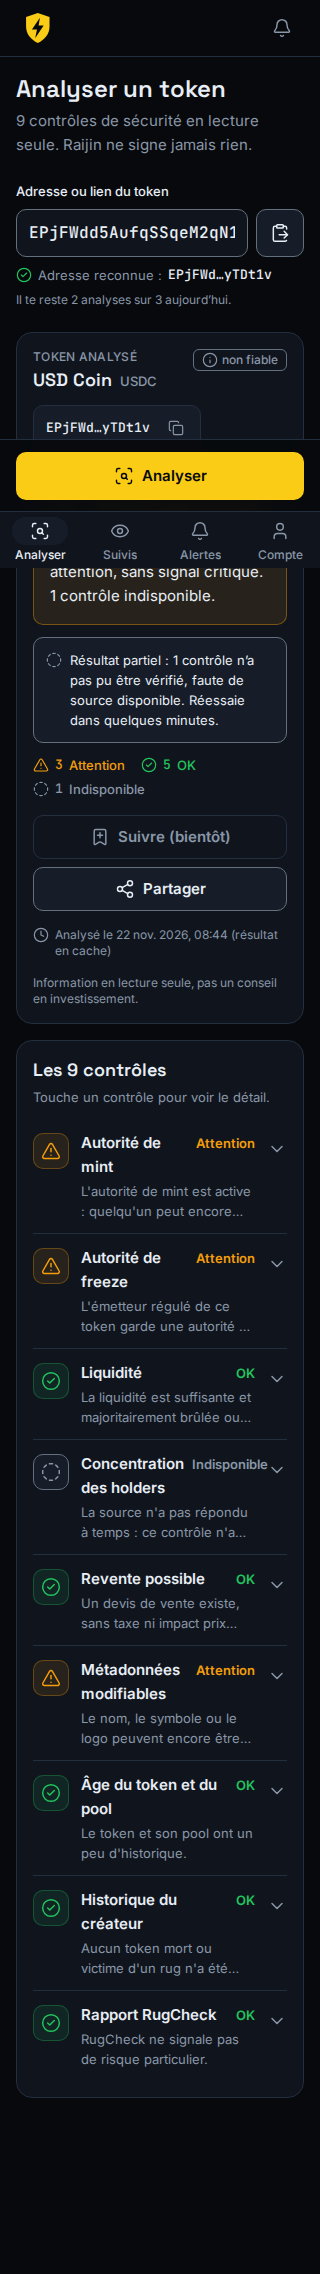 Analyser un token
9 contrôles de sécurité en lecture
seule. Raijin ne signe jamais rien.
Adresse ou lien du token
EPjFWdd5AufqSSqeM2qN1
Adresse reconnue : EPjFWd…yTDt1v
Il te reste 2 analyses sur 3 aujourd'hui.
TOKEN ANALYSÉ
non fiable
USD Coin USDC
EPjFWd…yTDt1v
Analyser
Analyser Suivis Alertes Compte
attention, sans signal critique.
1 contrôle indisponible.
Résultat partiel : 1 contrôle n'a
pas pu être vérifié, faute de
source disponible. Réessaie
dans quelques minutes.
3 Attention 5 OK
1 Indisponible
Suivre (bientôt)
Partager
Analysé le 22 nov. 2026, 08:44 (résultat
en cache)
Information en lecture seule, pas un conseil
en investissement.
Les 9 contrôles
Touche un contrôle pour voir le détail.
Autorité de Attention
mint
L'autorité de mint est active
: quelqu'un peut encore…
Autorité de Attention
freeze
L'émetteur régulé de ce
token garde une autorité …
Liquidité OK
La liquidité est suffisante et
majoritairement brûlée ou…
Concentration Indisponible
des holders
La source n'a pas répondu
à temps : ce contrôle n'a…
Revente possible OK
Un devis de vente existe,
sans taxe ni impact prix…
Métadonnées Attention
modifiables
Le nom, le symbole ou le
logo peuvent encore être…
Âge du token et du OK
pool
Le token et son pool ont un
peu d'historique.
Historique du OK
créateur
Aucun token mort ou
victime d'un rug n'a été…
Rapport RugCheck OK
RugCheck ne signale pas
de risque particulier.